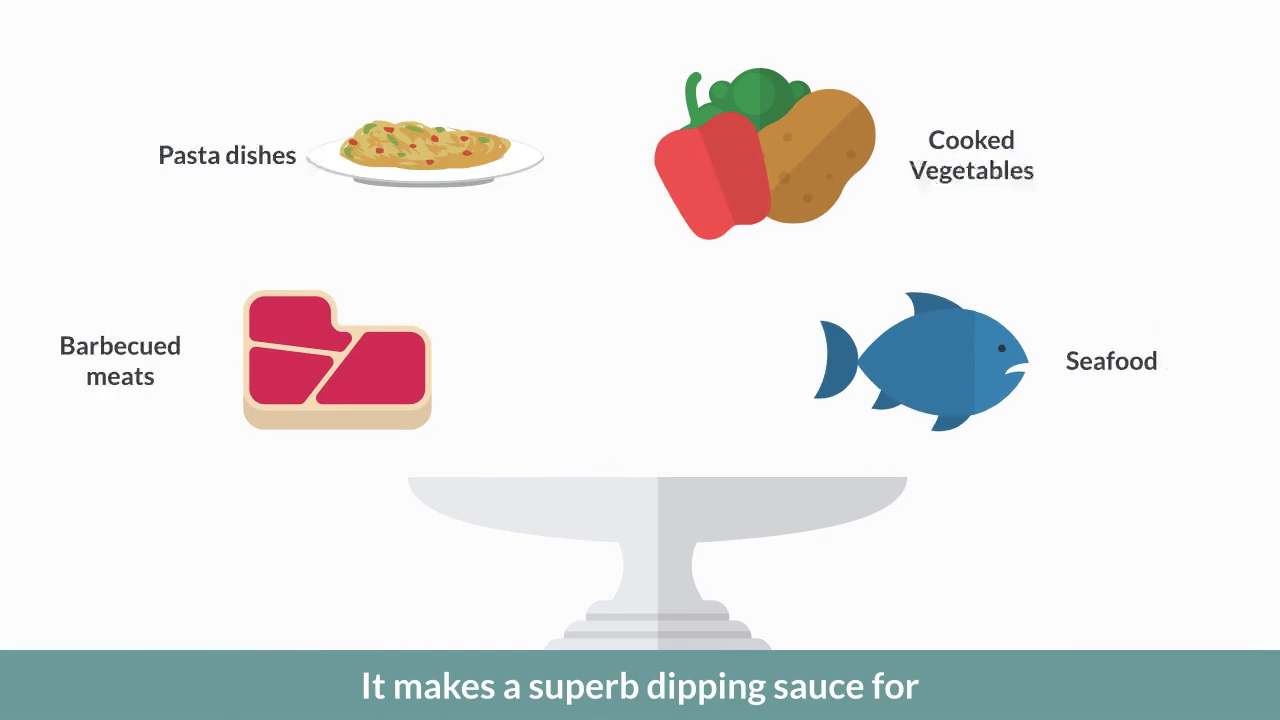 Pasta dishes
Cooked
Vegetables
Barbecued
meats
Seafood
It makes a superb dipping sauce for